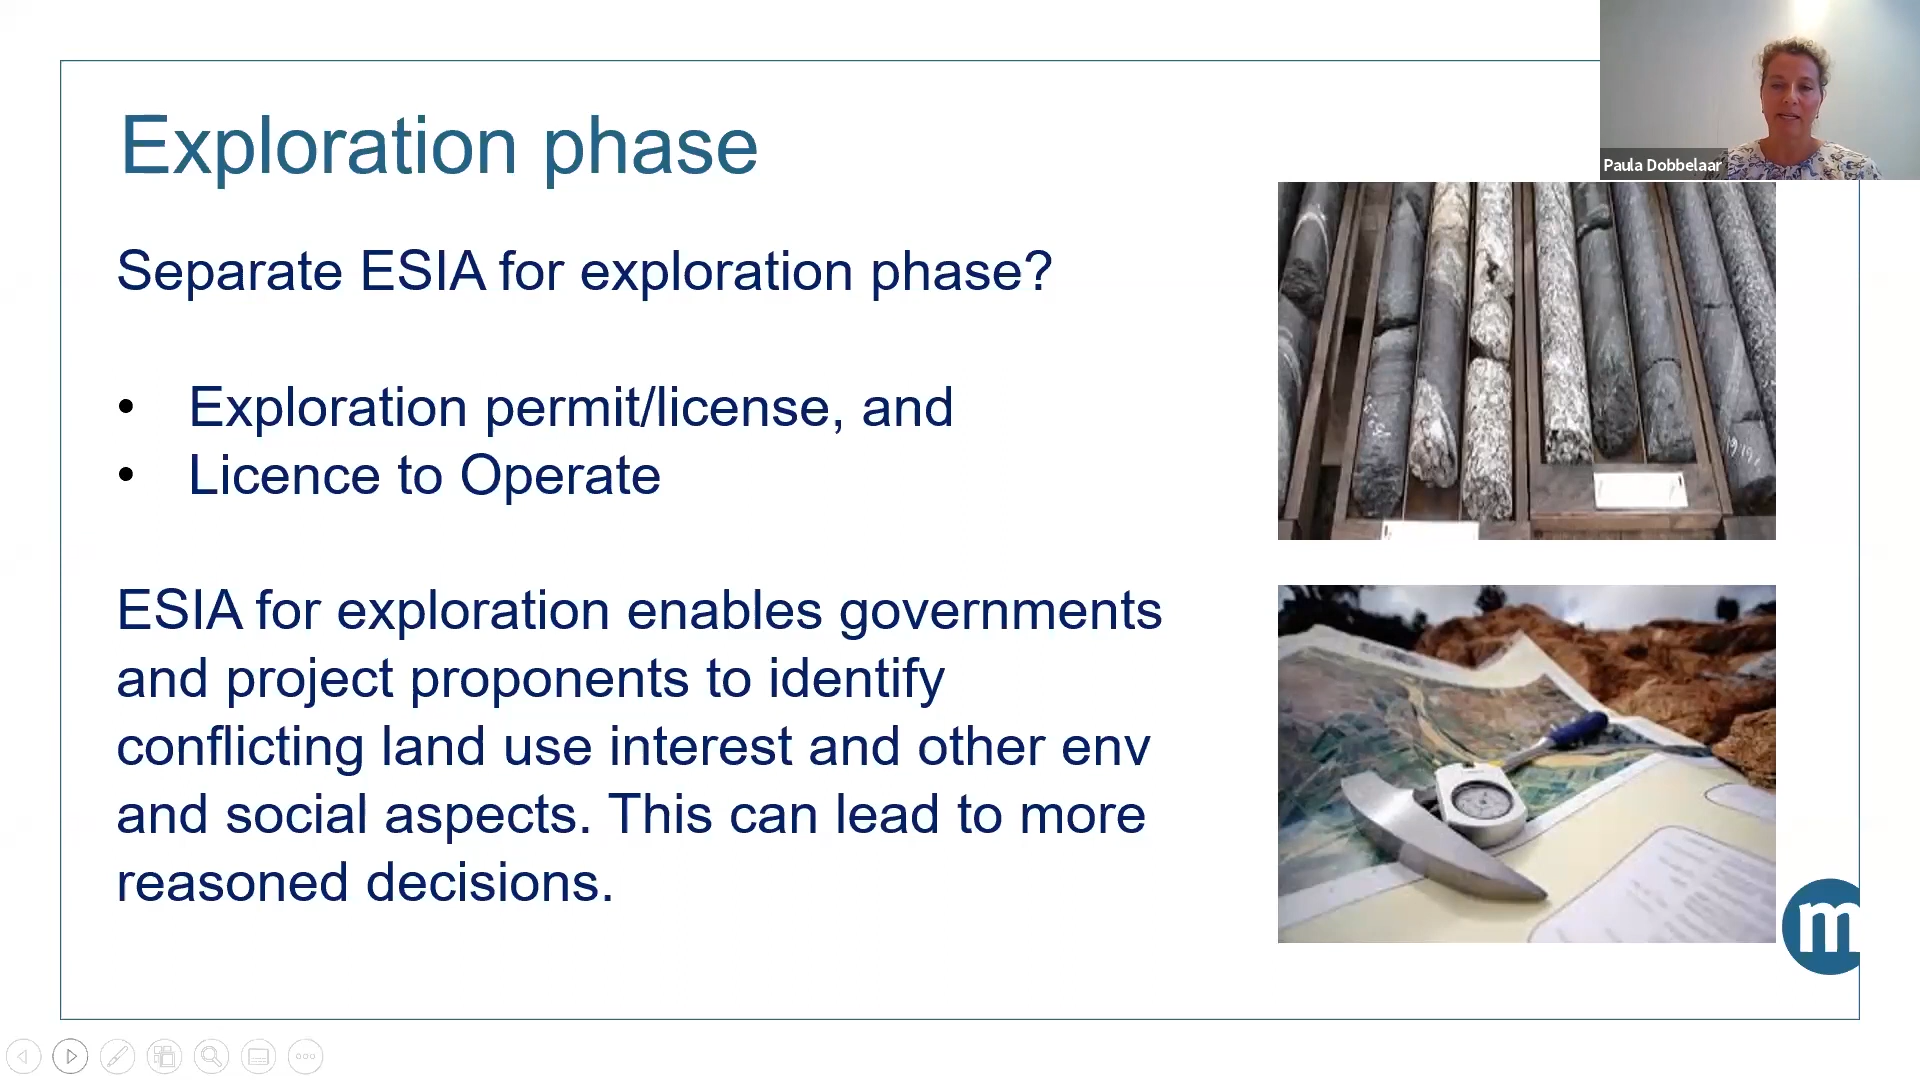 Exploration phase
Paula Dobbelaar
Separate ESIA for exploration phase?
• Exploration permit/license, and
• Licence to Operate
ESIA for exploration enables governments
and project proponents to identify
conflicting land use interest and other env
and social aspects. This can lead to more
reasoned decisions.
m